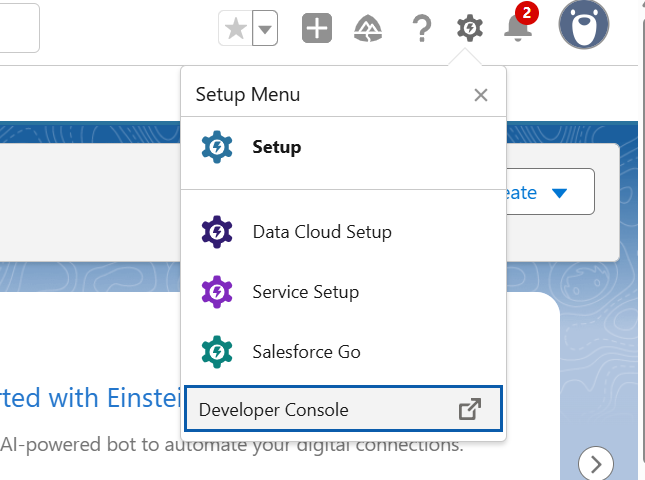 2
Setup Menu
Setup
eate
Data Cloud Setup
Service Setup
Salesforce Go
rted with Einstei
Developer Console
AI-powered bot to automate your digital connections.